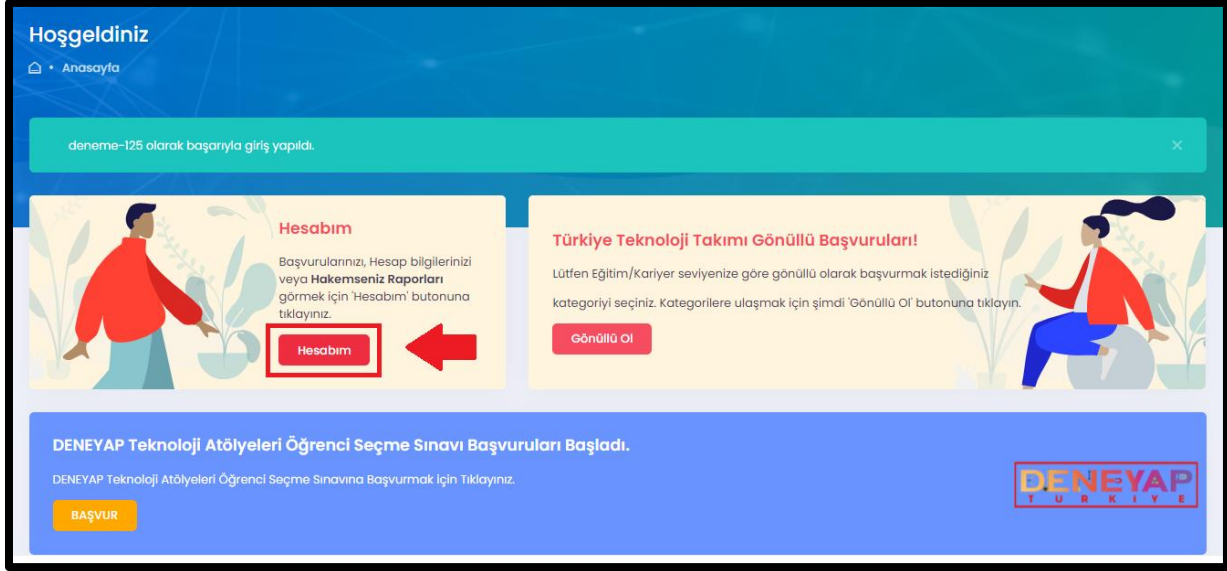 Hoşgeldiniz
• Anasayfa
deneme-125 olarak başarıyla giriş yapıldı.
Hesabım
Başvurularınızı, Hesap bilgilerinizi
veya Hakemseniz Raporları
görmek için 'Hesabım' butonuna
tıklayınız.
Hesabım
Türkiye Teknoloji Takımı Gönüllü Başvuruları!
Lütfen Eğitim/Kariyer seviyenize göre gönüllü olarak başvurmak istediğiniz
kategoriyi seçiniz. Kategorilere ulaşmak için şimdi 'Gönüllü Ol' butonuna tıklayın.
Gönüllü Ol
DENEYAP Teknoloji Atölyeleri Öğrenci Seçme Sınavı Başvuruları Başladı.
DENEYAP Teknoloji Atölyeleri Öğrenci Seçme Sınavına Başvurmak için Tıklayınız.
BAŞVUR
DENEYAP
TURKIYE